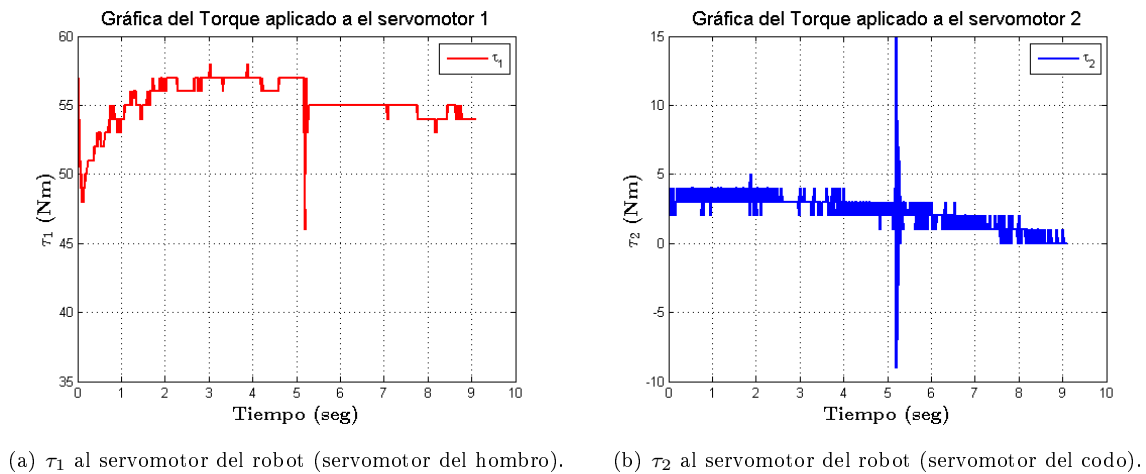 Gráfica del Torque aplicado a el servomotor 1
60
55
50
45
40
35
τ1 (Nm)
τ1
0 1 2 3 4 5 6 7 8 9 10
Tiempo (seg)
(a) τ1 al servomotor del robot (servomotor del hombro).
Gráfica del Torque aplicado a el servomotor 2
15
10
5
0
-5
-10
τ2 (Nm)
τ2
0 1 2 3 4 5 6 7 8 9 10
Tiempo (seg)
(b) τ2 al servomotor del robot (servomotor del codo).